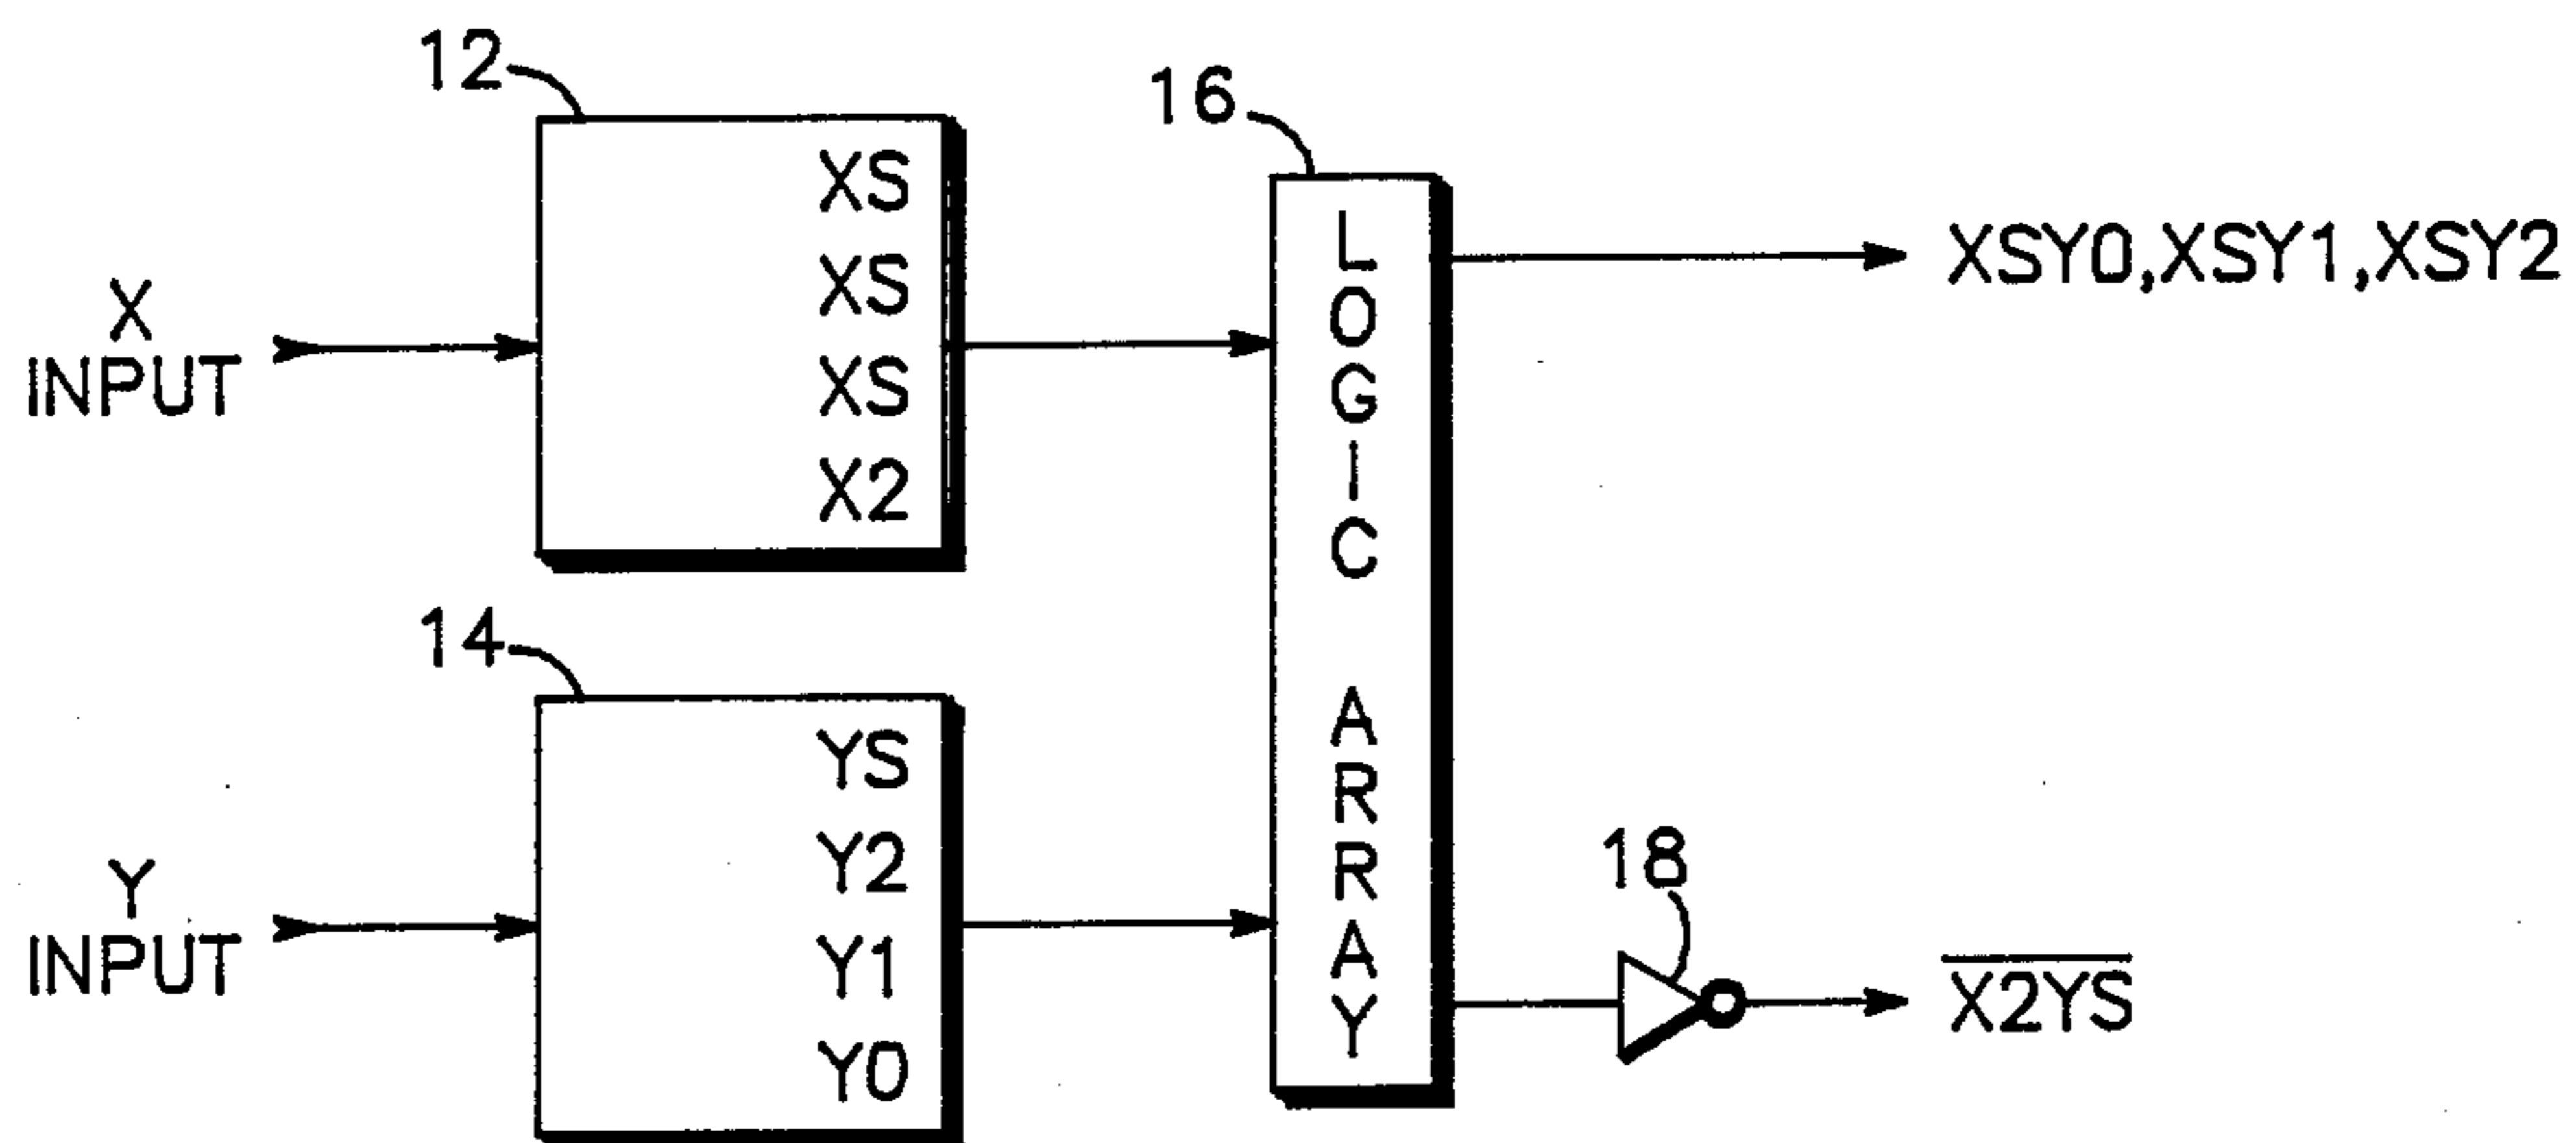 12
XS
XS
XS
X2
X
INPUT
16
LOGIC ARRAY
XSY0,XSY1,XSY2
14
YS
Y2
Y1
Y0
Y
INPUT
18
X̅2̅Y̅S̅